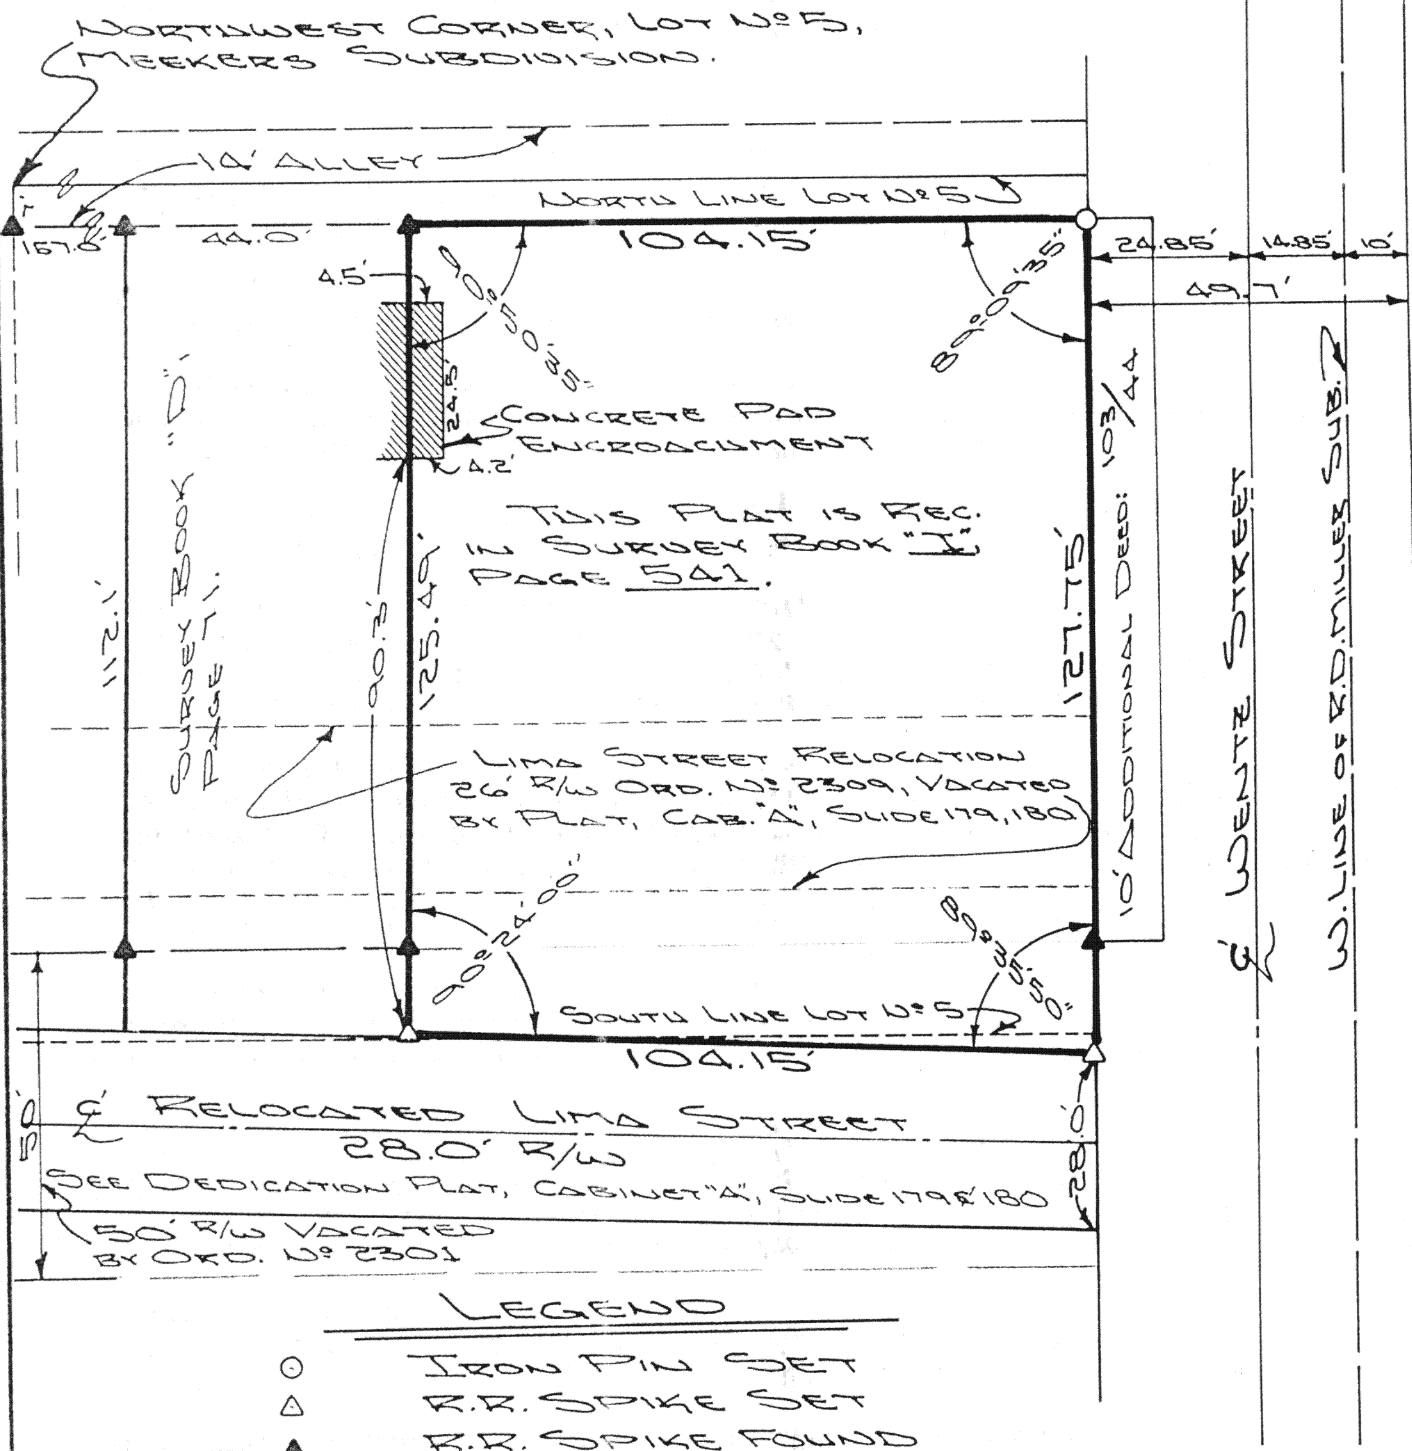 NORTHWEST CORNER, LOT Nº 5,
MEEKERS SUBDIVISION.
14' ALLEY
NORTH LINE LOT Nº 5
44.0'
104.15'
24.85'
14.85'
10'
49.7'
4.5'
90°50'35"
89°09'35"
24.5'
CONCRETE PAD
ENCROACHMENT
4.2'
THIS PLAT IS REC.
IN SURVEY BOOK "I"
PAGE 541.
SURVEY BOOK "D",
PAGE 71.
112.1'
90.3'
125.49'
127.75'
10' ADDITIONAL DEED: 103/44
℄ WENTZ STREET
W. LINE OF R.D. MILLER SUB.
LIMA STREET RELOCATION
26' R/W ORD. Nº 2309, VACATED
BY PLAT, CAB. "A", SLIDE 179, 180
90°24'00"
89°35'50"
SOUTH LINE LOT Nº 5
104.15'
50'
℄ RELOCATED LIMA STREET
28.0' R/W
28.0'
SEE DEDICATION PLAT, CABINET "A", SLIDE 179 & 180
50' R/W VACATED
BY ORD. Nº 2301
LEGEND
IRON PIN SET
R.R. SPIKE SET
R.R. SPIKE FOUND